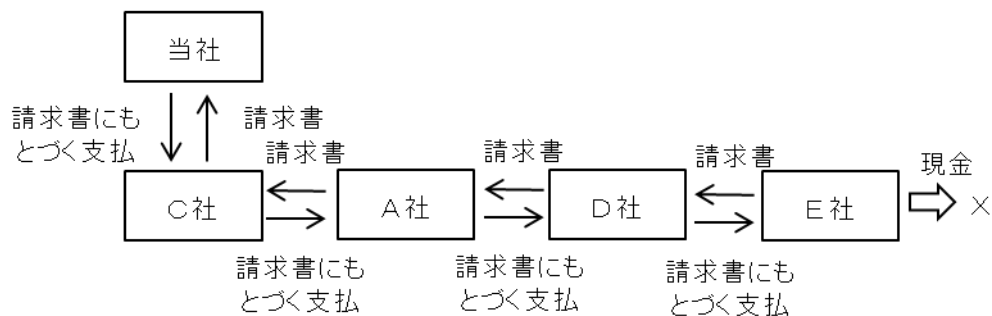 当社
請求書にも
とづく支払
請求書
請求書
請求書
請求書
現金
C社
A社
D社
E社
X
請求書にも
とづく支払
請求書にも
とづく支払
請求書にも
とづく支払